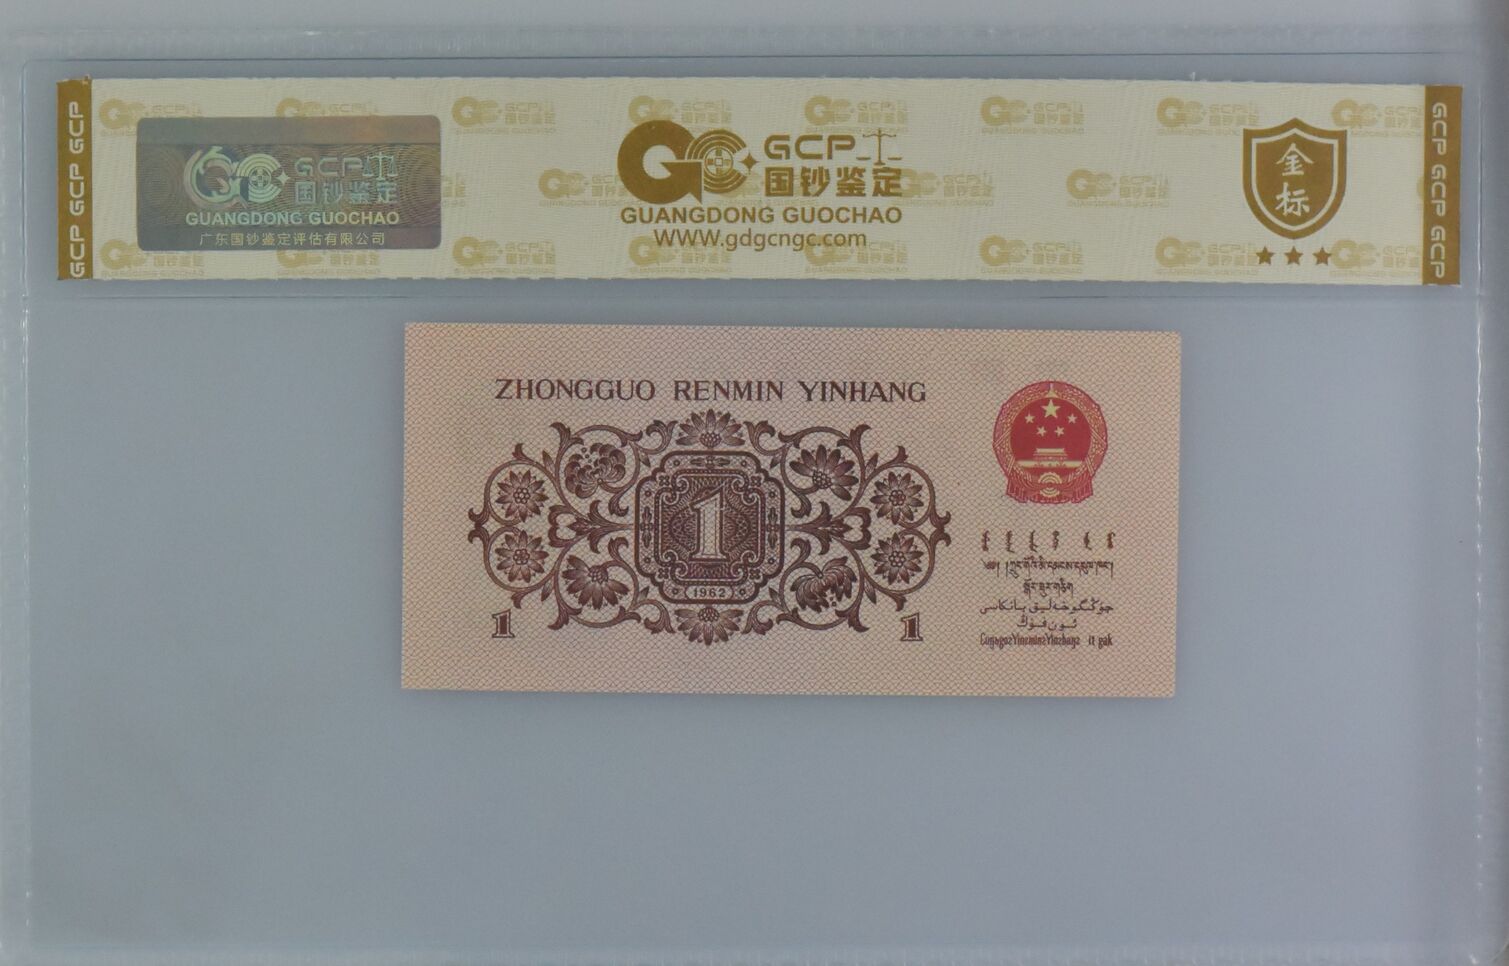 GCP GCP GCP
GCP
国钞鉴定
GUANGDONG GUOCHAO
广东国钞鉴定评估有限公司
GCP
国钞鉴定
GUANGDONG GUOCHAO
WWW.gdgcngc.com
金标
GCP GCP GCP
ZHONGGUO RENMIN YINHANG
1
1962
1
1